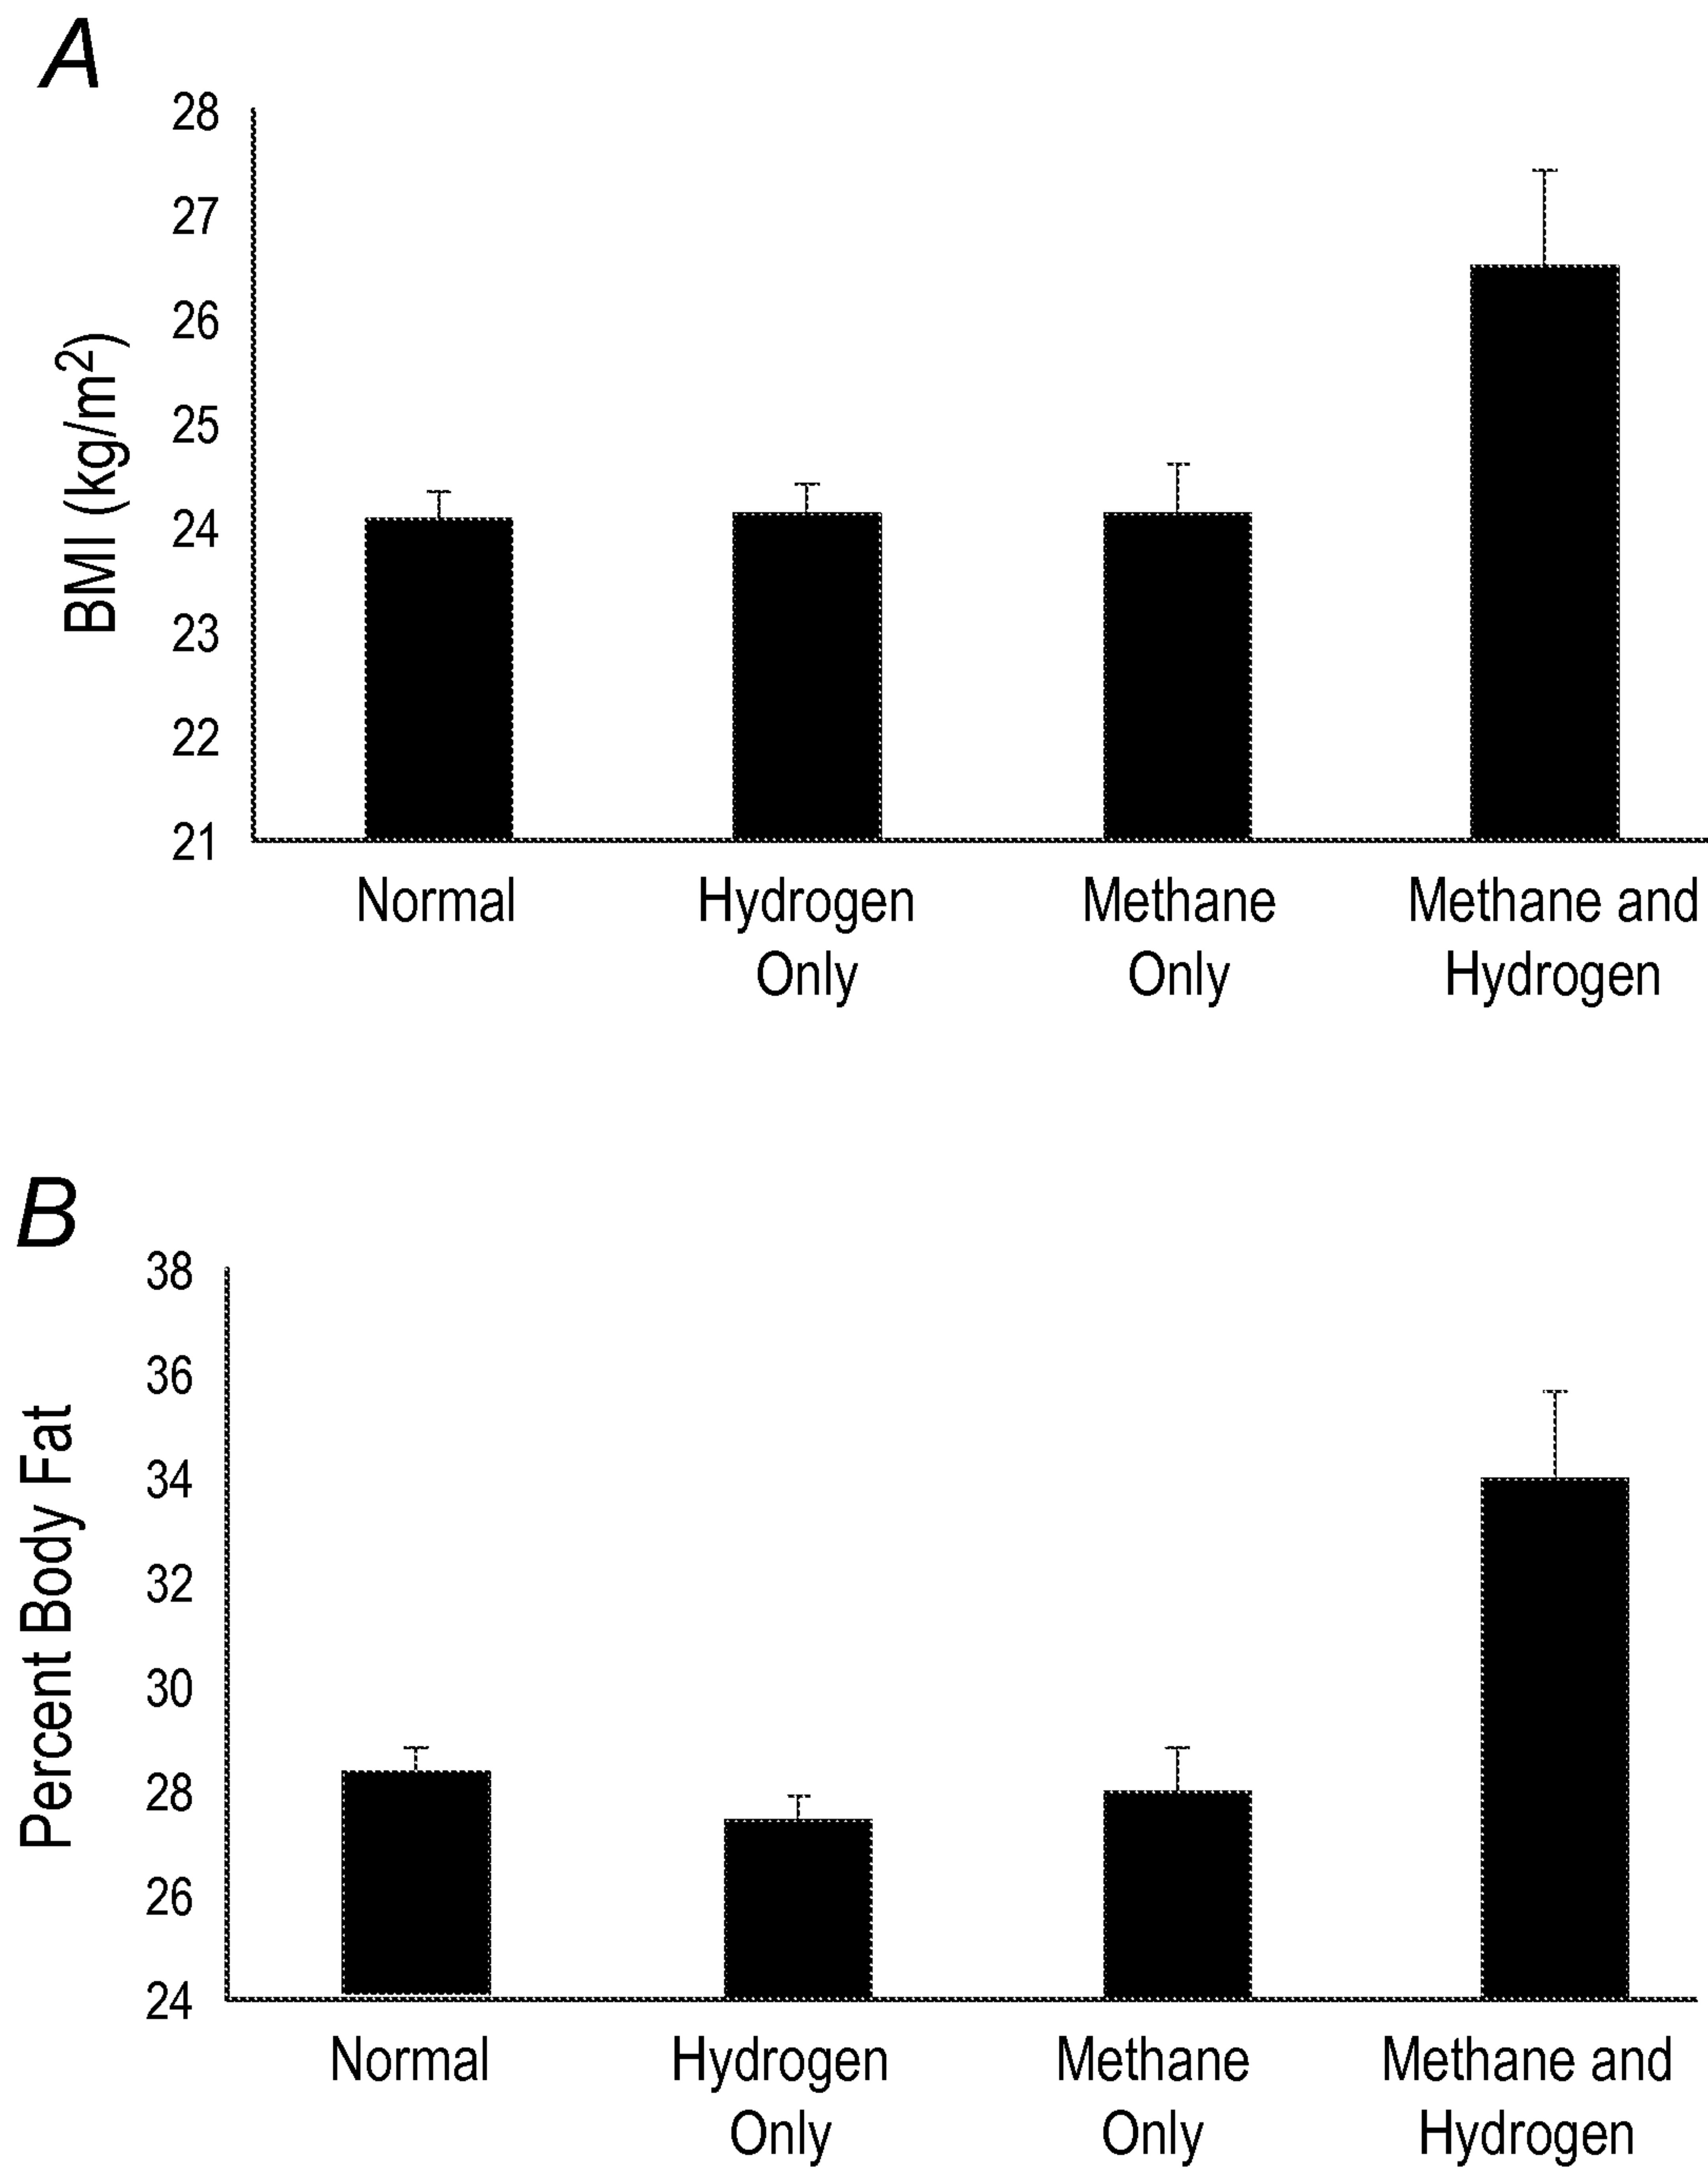 A
28
27
26
25
24
23
22
21
BMI (kg/m²)
Normal
Hydrogen
Only
Methane
Only
Methane and
Hydrogen
B
38
36
34
32
30
28
26
24
Percent Body Fat
Normal
Hydrogen
Only
Methane
Only
Methane and
Hydrogen